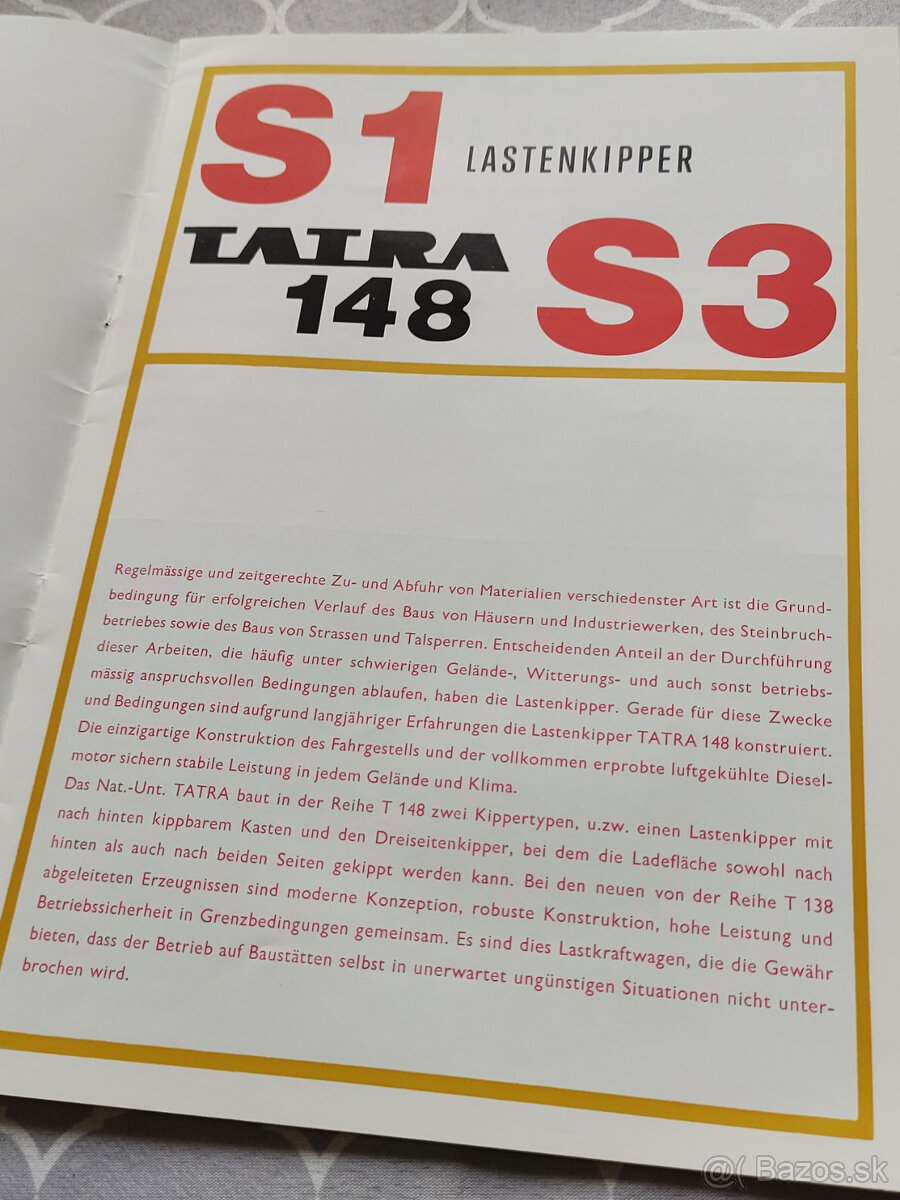 S1 LASTENKIPPER
TATRA
148 S3
Regelmässige und zeitgerechte Zu- und Abfuhr von Materialien verschiedenster Art ist die Grund-
bedingung für erfolgreichen Verlauf des Baus von Häusern und Industriewerken, des Steinbruch-
betriebes sowie des Baus von Strassen und Talsperren. Entscheidenden Anteil an der Durchführung
dieser Arbeiten, die häufig unter schwierigen Gelände-, Witterungs- und auch sonst betriebs-
mässig anspruchsvollen Bedingungen ablaufen, haben die Lastenkipper. Gerade für diese Zwecke
und Bedingungen sind aufgrund langjähriger Erfahrungen die Lastenkipper TATRA 148 konstruiert.
Die einzigartige Konstruktion des Fahrgestells und der vollkommen erprobte luftgekühlte Diesel-
motor sichern stabile Leistung in jedem Gelände und Klima.
Das Nat.-Unt. TATRA baut in der Reihe T 148 zwei Kippertypen, u.zw. einen Lastenkipper mit
nach hinten kippbarem Kasten und den Dreiseitenkipper, bei dem die Ladefläche sowohl nach
hinten als auch nach beiden Seiten gekippt werden kann. Bei den neuen von der Reihe T 138
abgeleiteten Erzeugnissen sind moderne Konzeption, robuste Konstruktion, hohe Leistung und
Betriebssicherheit in Grenzbedingungen gemeinsam. Es sind dies Lastkraftwagen, die die Gewähr
bieten, dass der Betrieb auf Baustätten selbst in unerwartet ungünstigen Situationen nicht unter-
brochen wird.
@( Bazos.sk